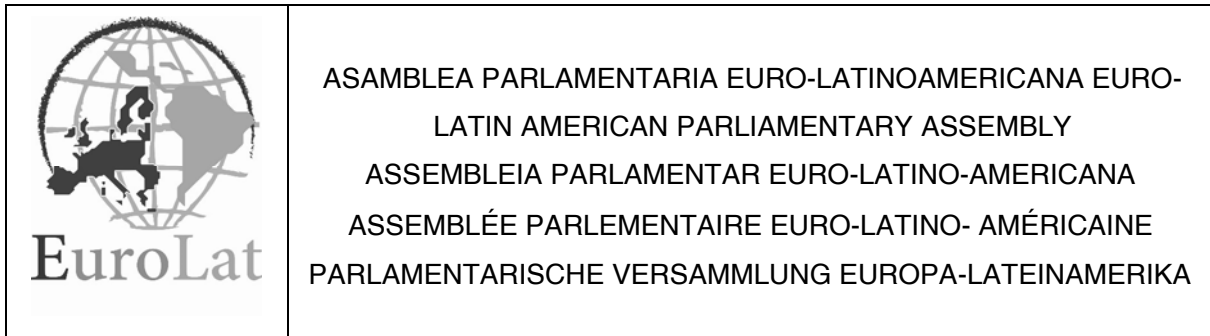 ASAMBLEA PARLAMENTARIA EURO-LATINOAMERICANA EURO-
LATIN AMERICAN PARLIAMENTARY ASSEMBLY
ASSEMBLEIA PARLAMENTAR EURO-LATINO-AMERICANA
ASSEMBLÉE PARLEMENTAIRE EURO-LATINO- AMÉRICAINE
PARLAMENTARISCHE VERSAMMLUNG EUROPA-LATEINAMERIKA
EuroLat